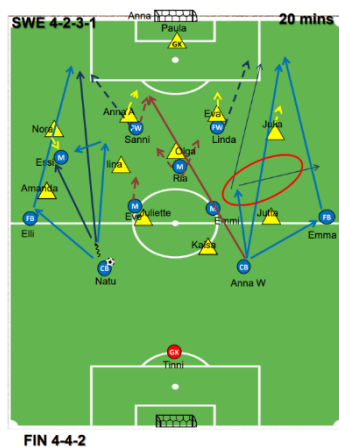 Anna
SWE 4-2-3-1
20 mins
Paula
GK
Anna A
Eva
FW
FW
Sanni
Linda
Julia
Nora
Olga
Essi
M
Iina
M
Ria
Amanda
M
M
Eve
Juliette
Emmi
Jutta
FB
FB
Elli
Emma
Kaisa
CB
CB
Natu
Anna W
GK
Tinni
FIN 4-4-2